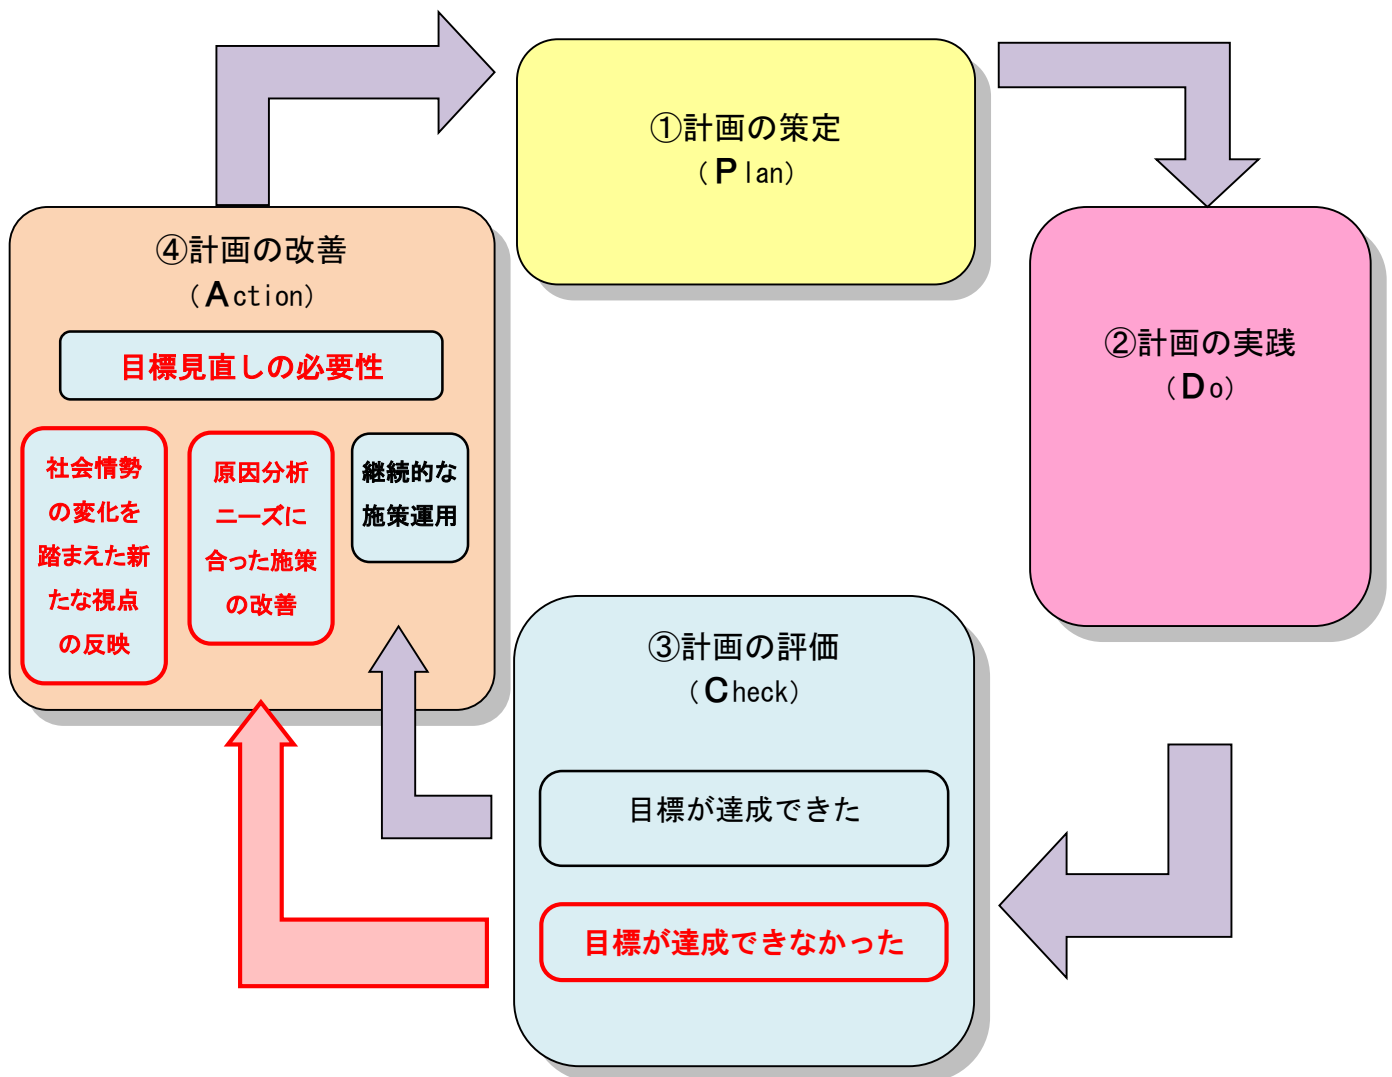 ①計画の策定
(Plan)
②計画の実践
(Do)
③計画の評価
(Check)
目標が達成できた
目標が達成できなかった
④計画の改善
(Action)
目標見直しの必要性
社会情勢
の変化を
踏まえた新
たな視点
の反映
原因分析
ニーズに
合った施策
の改善
継続的な
施策運用